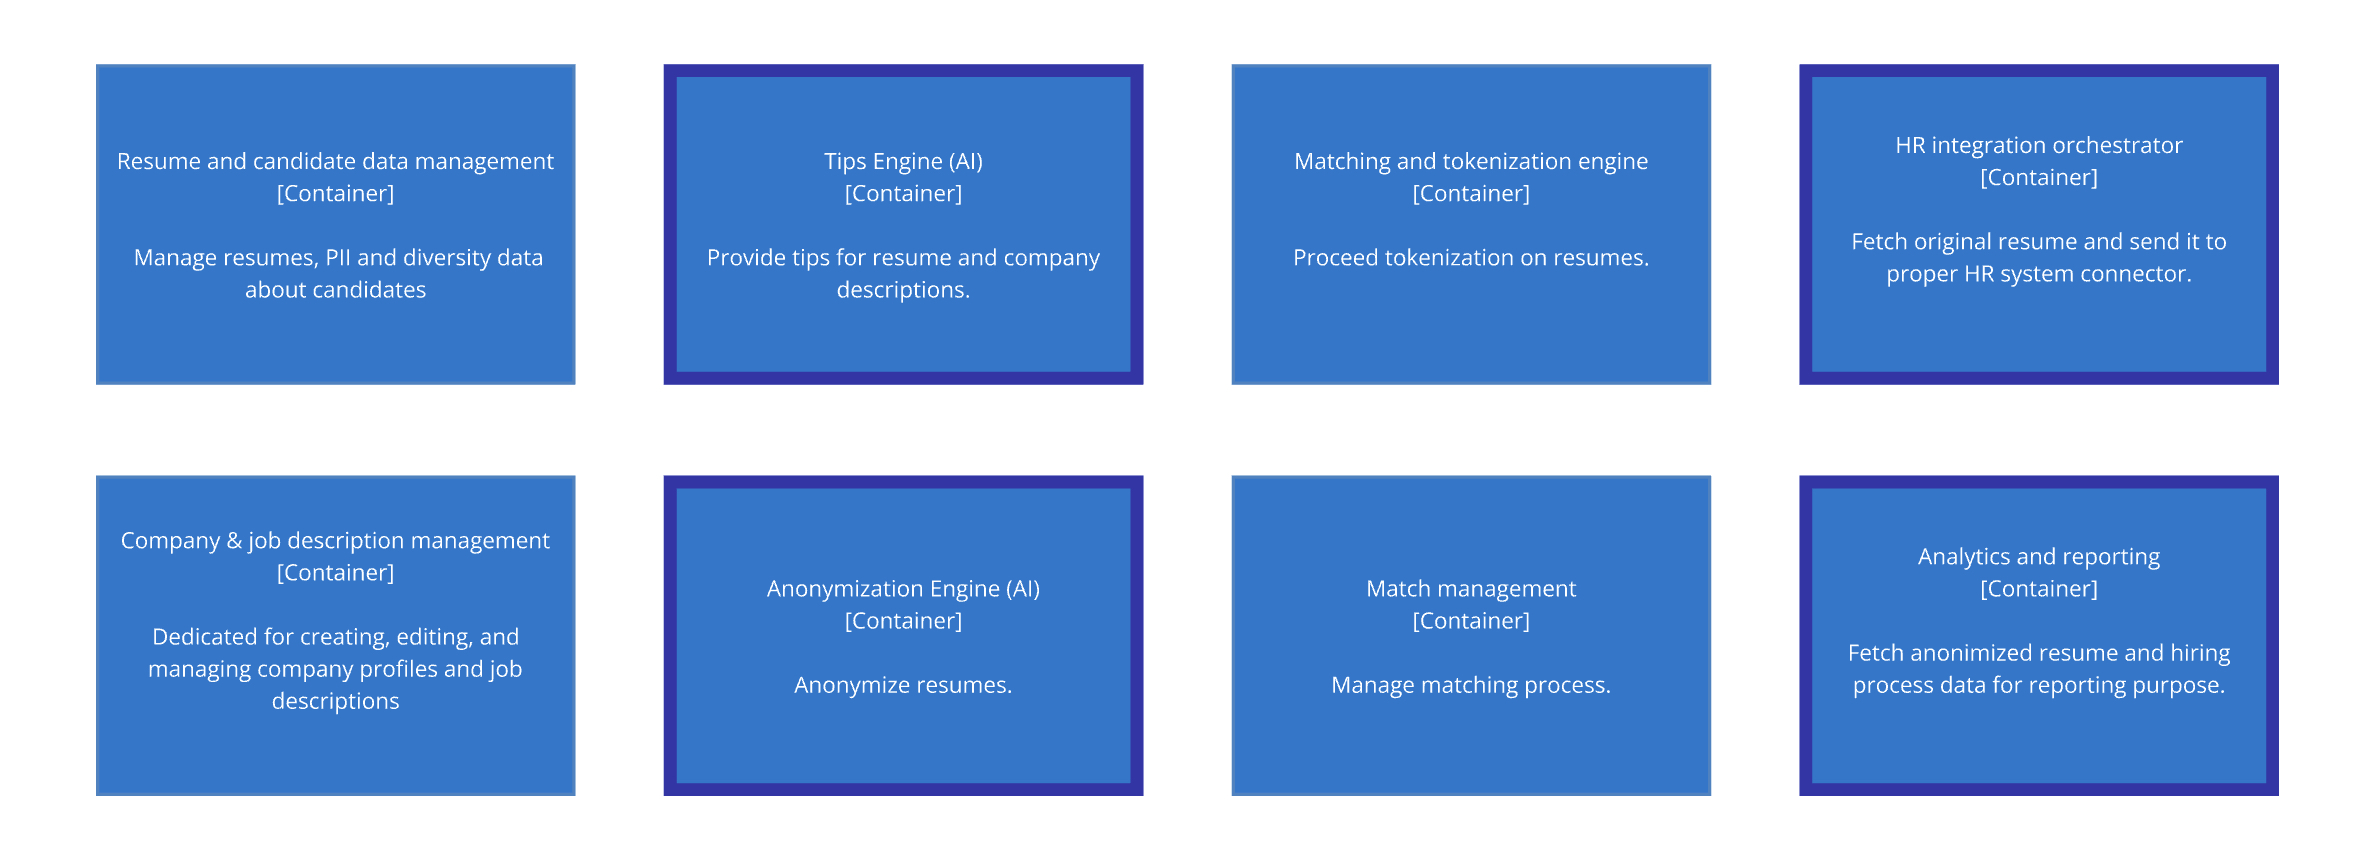 Resume and candidate data management
[Container]
Manage resumes, PII and diversity data
about candidates
Tips Engine (AI)
[Container]
Provide tips for resume and company
descriptions.
Matching and tokenization engine
[Container]
Proceed tokenization on resumes.
HR integration orchestrator
[Container]
Fetch original resume and send it to
proper HR system connector.
Company & job description management
[Container]
Dedicated for creating, editing, and
managing company profiles and job
descriptions
Anonymization Engine (AI)
[Container]
Anonymize resumes.
Match management
[Container]
Manage matching process.
Analytics and reporting
[Container]
Fetch anonimized resume and hiring
process data for reporting purpose.